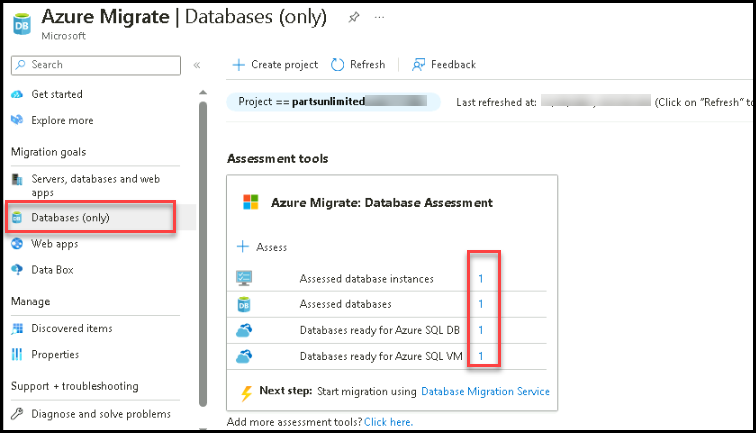 Azure Migrate | Databases (only)
Microsoft
Search
Get started
Explore more
Migration goals
Servers, databases and web
apps
Databases (only)
Web apps
Data Box
Manage
Discovered items
Properties
Support + troubleshooting
Diagnose and solve problems
Create project
Refresh
Feedback
Project == partsunlimited
Last refreshed at: (Click on "Refresh" to
Assessment tools
Azure Migrate: Database Assessment
Assess
Assessed database instances 1
Assessed databases 1
Databases ready for Azure SQL DB 1
Databases ready for Azure SQL VM 1
Next step: Start migration using Database Migration Service
Add more assessment tools? Click here.